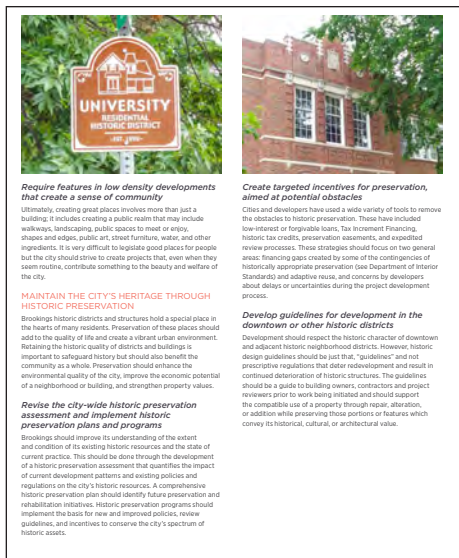 UNIVERSITY
RESIDENTIAL
HISTORIC DISTRICT
Require features in low density developments
that create a sense of community
Ultimately, creating great places involves more than just a
building; it includes creating a public realm that may include
walkways, landscaping, public spaces to meet or enjoy,
shapes and edges, public art, street furniture, water, and other
ingredients. It is very difficult to legislate good places for people
but the city should strive to create projects that, even when they
seem routine, contribute something to the beauty and welfare of
the city.
MAINTAIN THE CITY'S HERITAGE THROUGH
HISTORIC PRESERVATION
Brookings historic districts and structures hold a special place in
the hearts of many residents. Preservation of these places should
add to the quality of life and create a vibrant urban environment.
Retaining the historic quality of districts and buildings is
important to safeguard history but should also benefit the
community as a whole. Preservation should enhance the
environmental quality of the city, improve the economic potential
of a neighborhood or building, and strengthen property values.
Revise the city-wide historic preservation
assessment and implement historic
preservation plans and programs
Brookings should improve its understanding of the extent
and condition of its existing historic resources and the state of
current practice. This should be done through the development
of a historic preservation assessment that quantifies the impact
of current development patterns and existing policies and
regulations on the city's historic resources. A comprehensive
historic preservation plan should identify future preservation and
rehabilitation initiatives. Historic preservation programs should
implement the basis for new and improved policies, review
guidelines, and incentives to conserve the city's spectrum of
historic assets.
Create targeted incentives for preservation,
aimed at potential obstacles
Cities and developers have used a wide variety of tools to remove
the obstacles to historic preservation. These have included
low-interest or forgivable loans, Tax Increment Financing,
historic tax credits, preservation easements, and expedited
review processes. These strategies should focus on two general
areas: financing gaps created by some of the contingencies of
historically appropriate preservation (see Department of Interior
Standards) and adaptive reuse, and concerns by developers
about delays or uncertainties during the project development
process.
Develop guidelines for development in the
downtown or other historic districts
Development should respect the historic character of downtown
and adjacent historic neighborhood districts. However, historic
design guidelines should be just that, "guidelines" and not
prescriptive regulations that deter redevelopment and result in
continued deterioration of historic structures. The guidelines
should be a guide to building owners, contractors and project
reviewers prior to work being initiated and should support
the compatible use of a property through repair, alteration,
or addition while preserving those portions or features which
convey its historical, cultural, or architectural value.